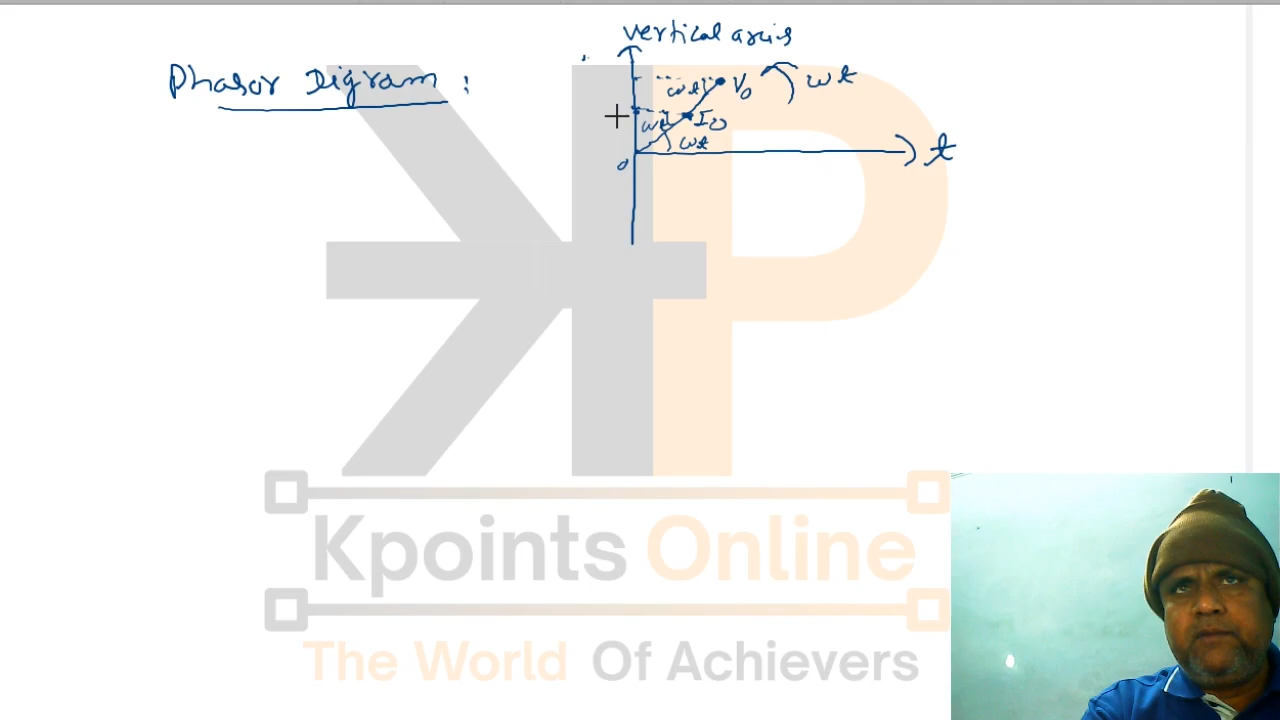 vertical axis
Phasor Digram :
ωt V₀ ωt
ωt I₀
ωt
0 t
Kpoints Online
The World Of Achievers